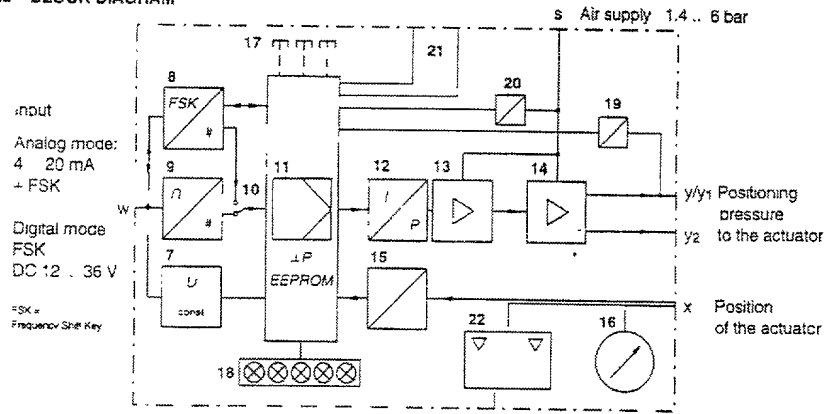 BLOCK DIAGRAM
s Air supply 1.4 .. 6 bar
17
21
8
FSK
#
20
19
Input
Analog mode:
4 20 mA
+ FSK
9
#
10
11
12
I
P
13
14
y/y1 Positioning
pressure
y2 to the actuator
w
Digital mode
FSK
DC 12 .. 36 V
7
U
const
µP
EEPROM
15
x Position
of the actuator
FSK =
Frequency Shift Key
22
16
18